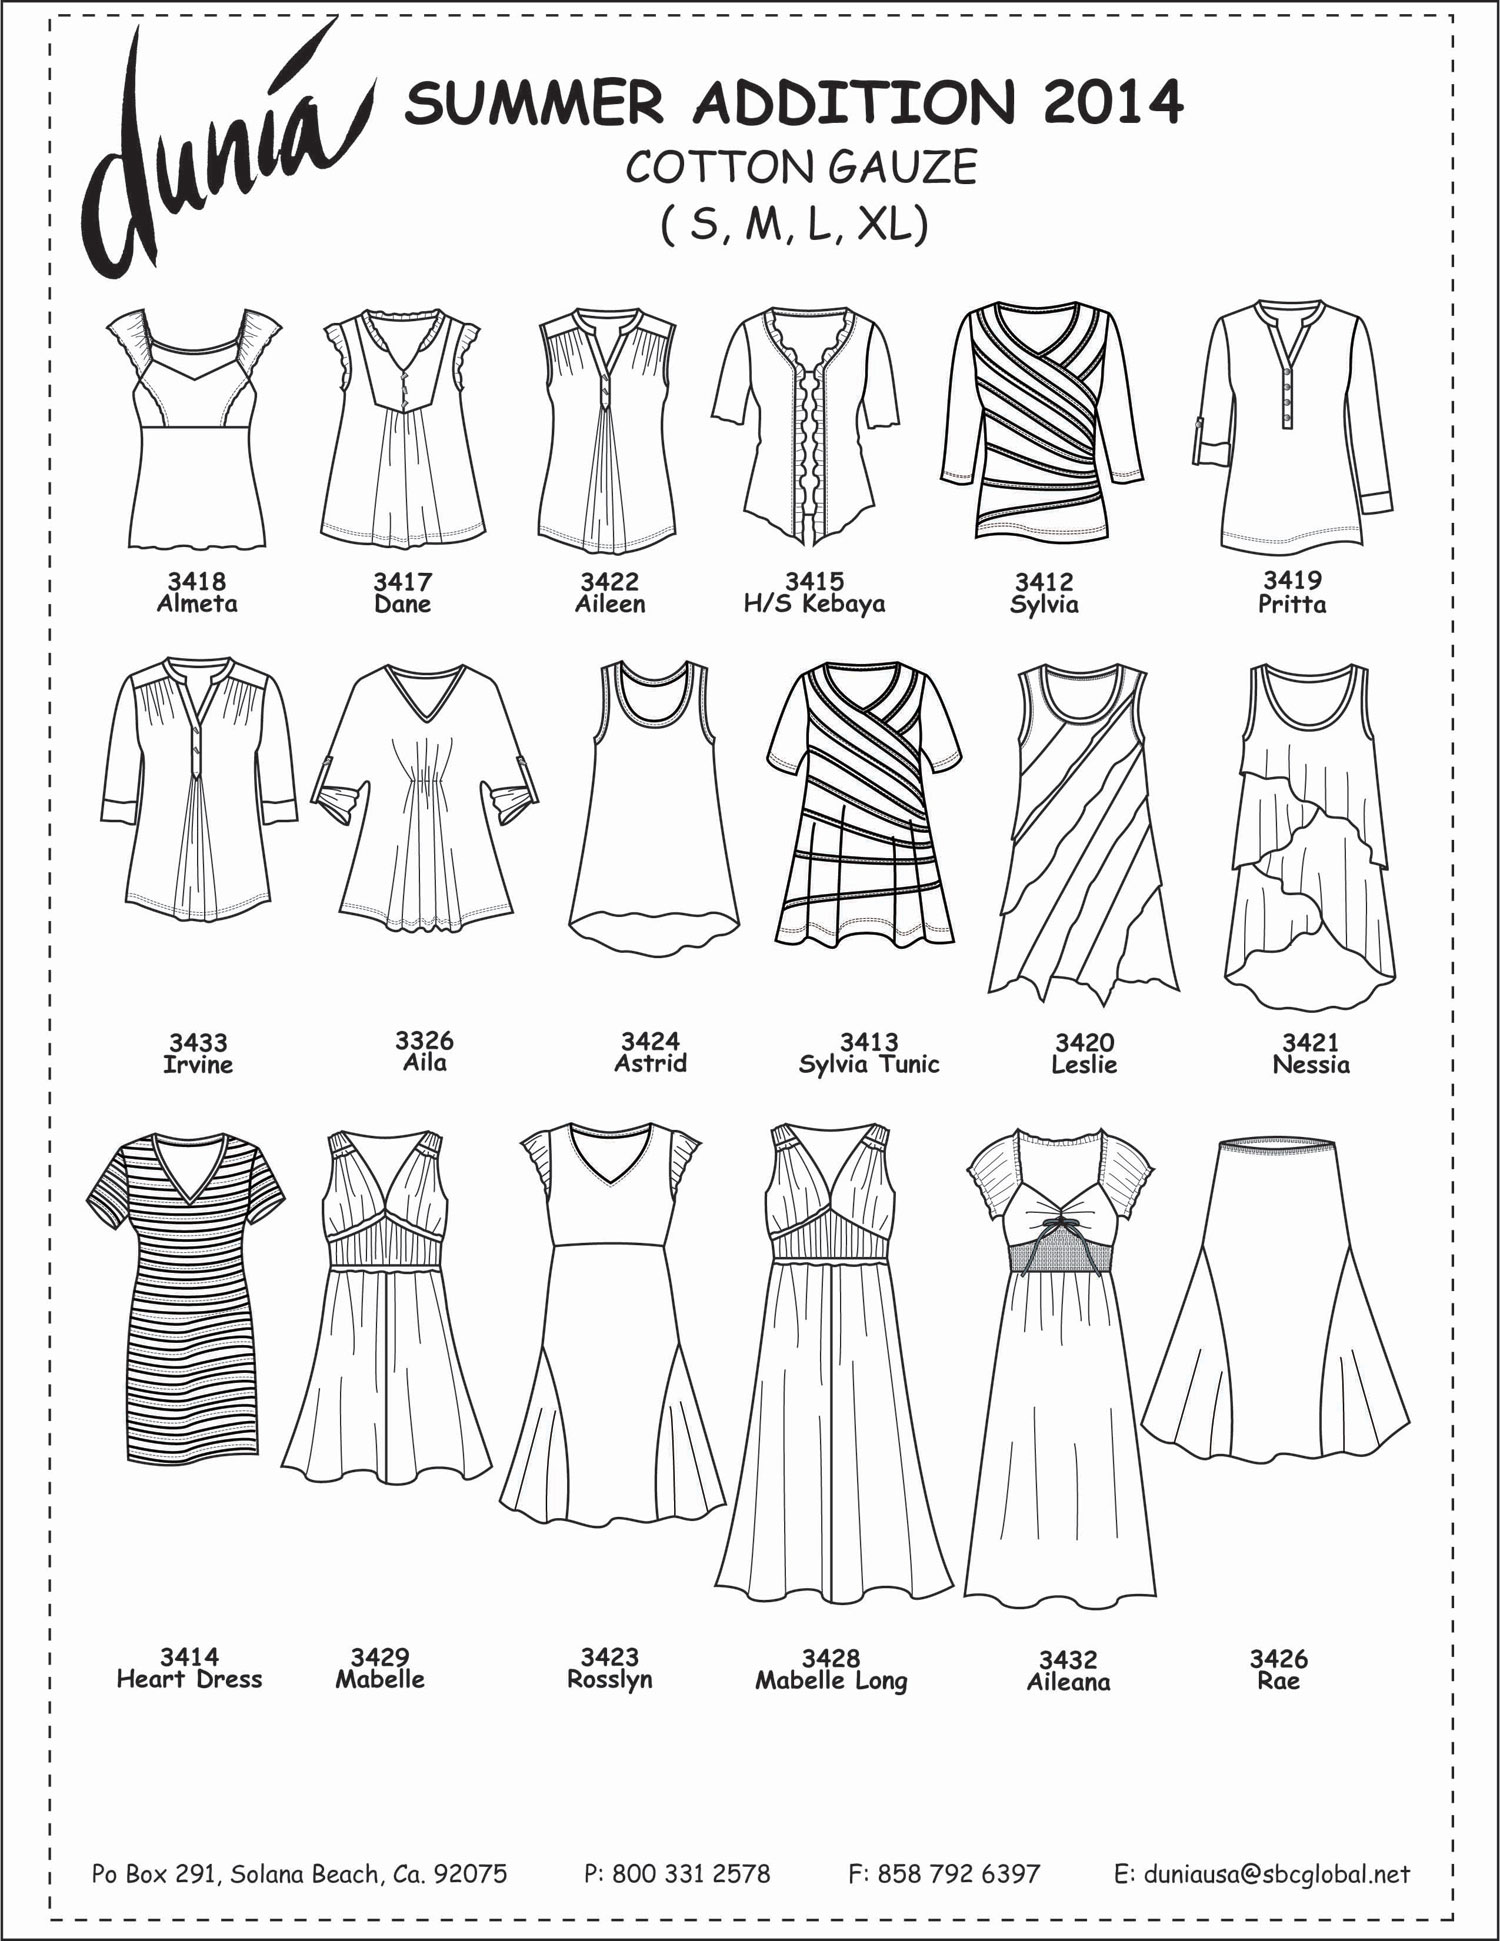 dunia
SUMMER ADDITION 2014
COTTON GAUZE
( S, M, L, XL)
3418 3417 3422 3415 3412 3419
Almeta Dane Aileen H/S Kebaya Sylvia Pritta
3433 3326 3424 3413 3420 3421
Irvine Aila Astrid Sylvia Tunic Leslie Nessia
3414 3429 3423 3428 3432 3426
Heart Dress Mabelle Rosslyn Mabelle Long Aileana Rae
Po Box 291, Solana Beach, Ca. 92075 P: 800 331 2578 F: 858 792 6397 E: duniausa@sbcglobal.net